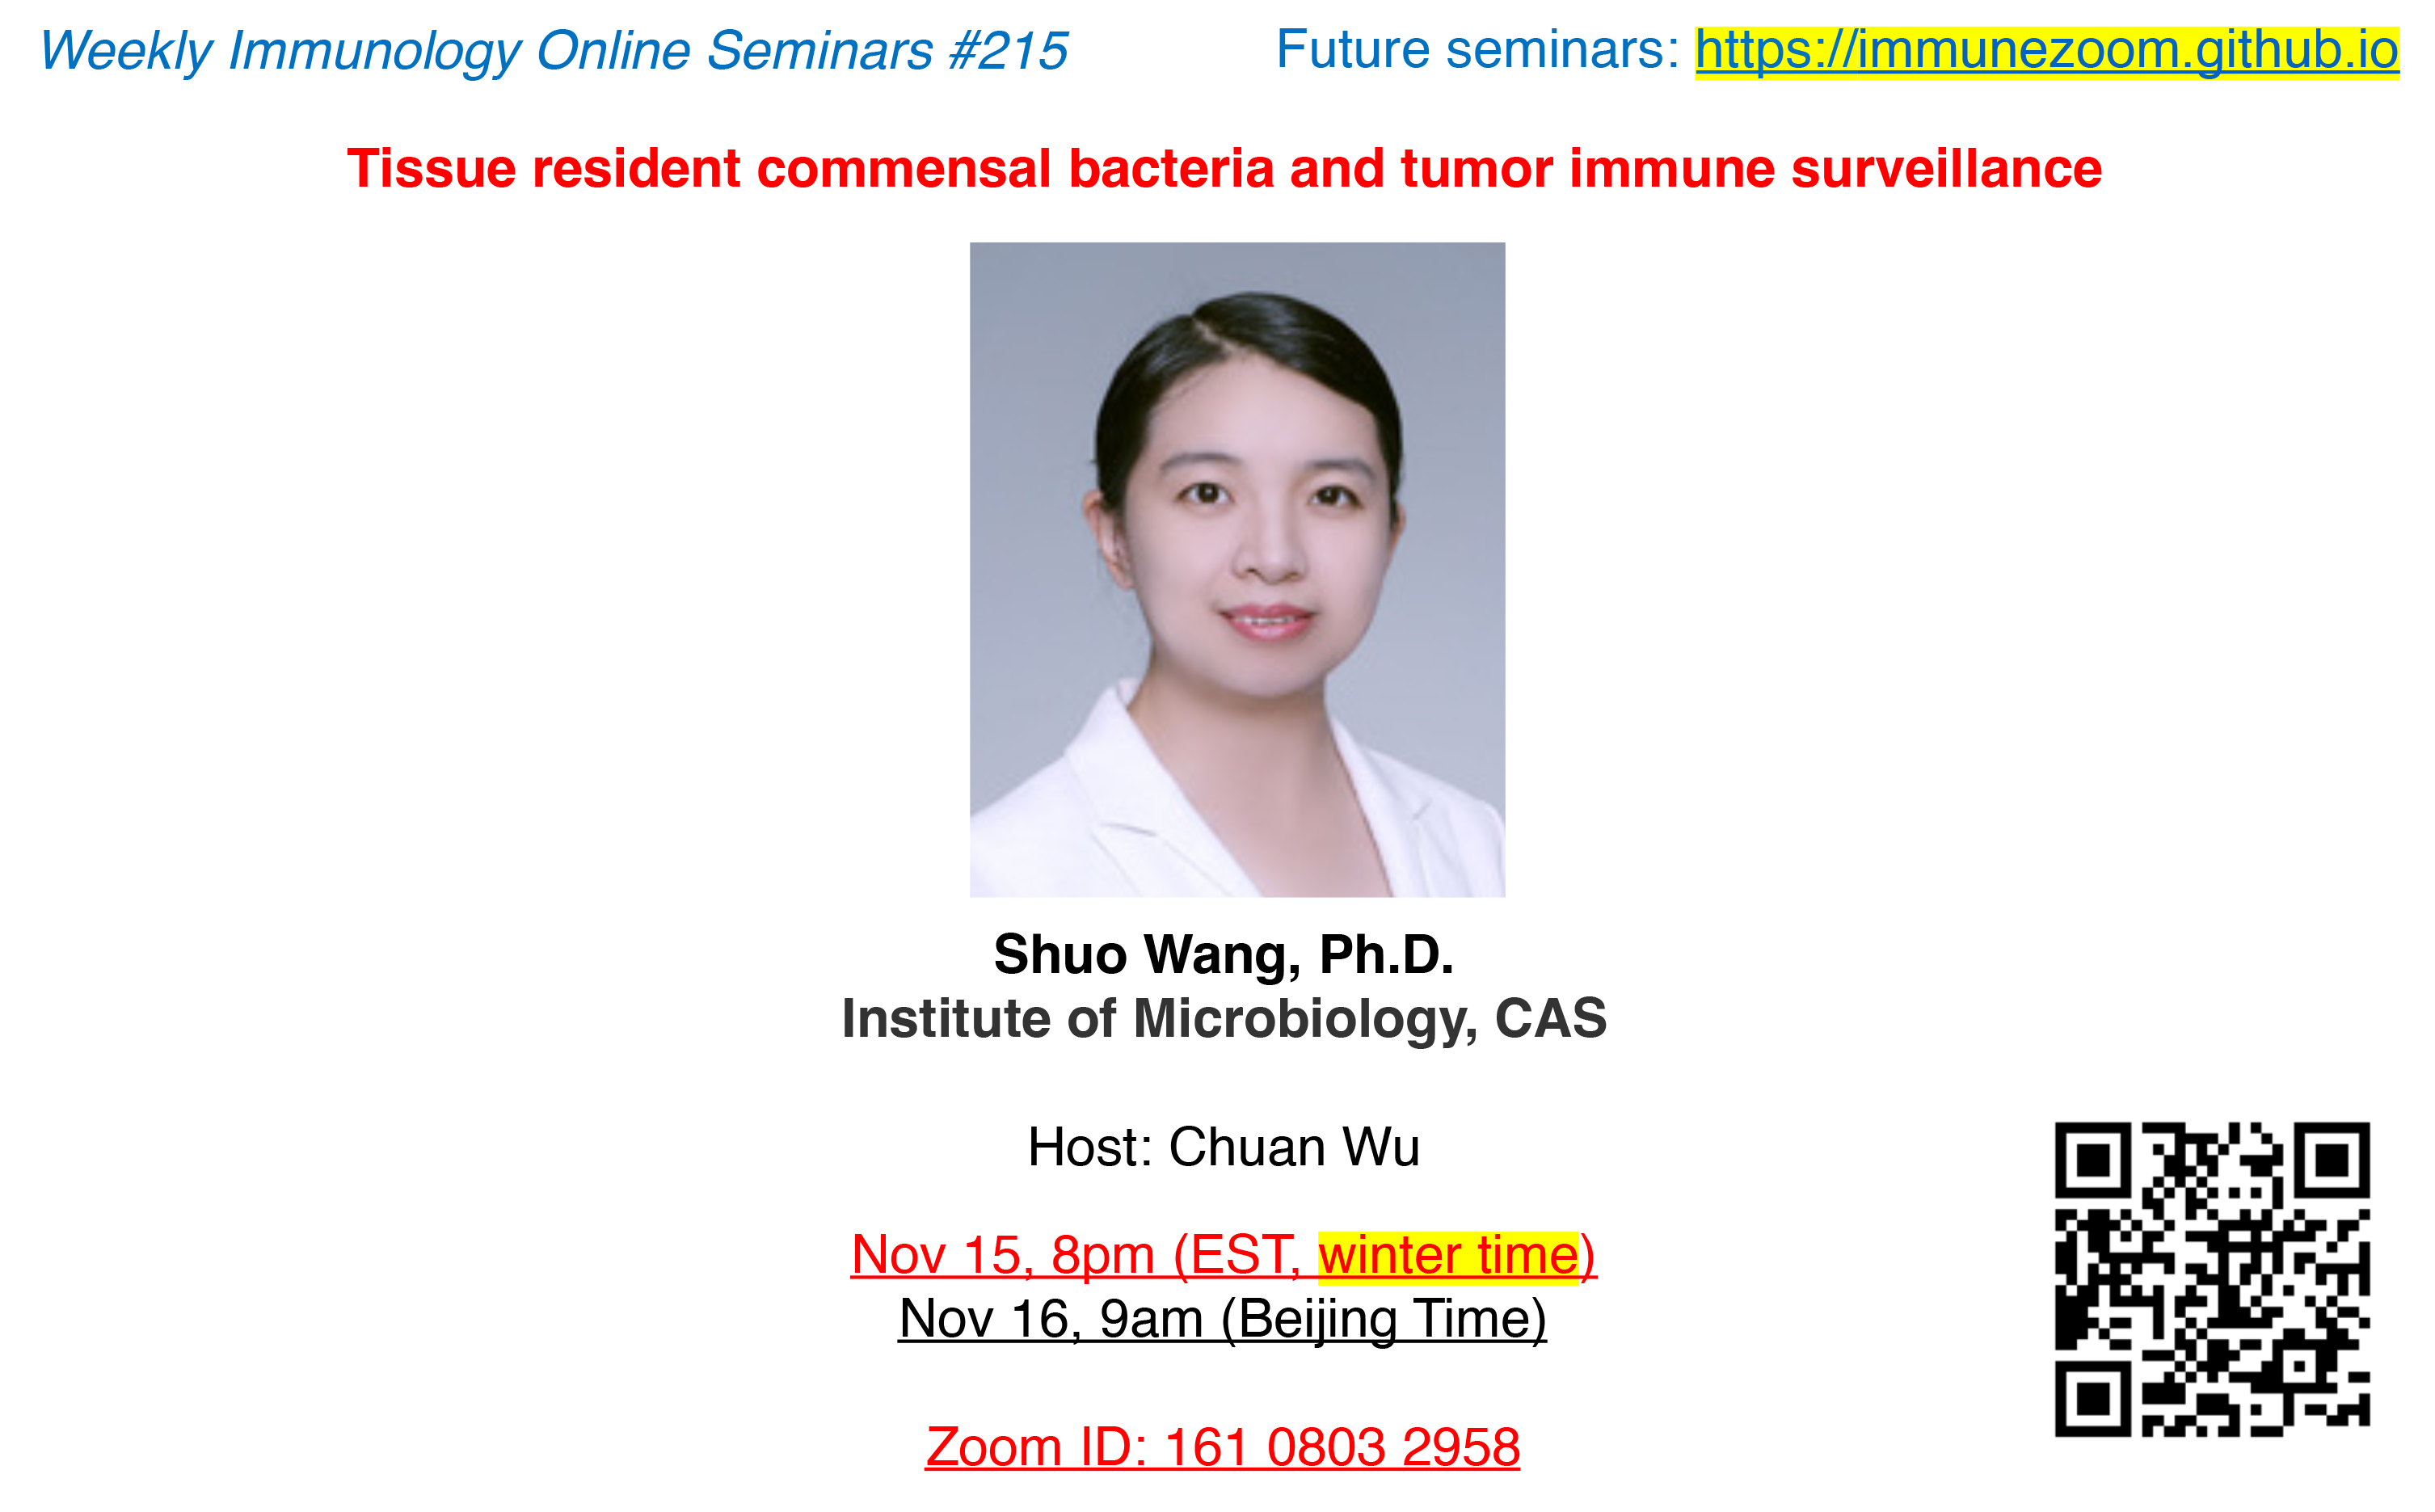 Weekly Immunology Online Seminars #215
Future seminars: https://immunezoom.github.io
Tissue resident commensal bacteria and tumor immune surveillance
Shuo Wang, Ph.D.
Institute of Microbiology, CAS
Host: Chuan Wu
Nov 15, 8pm (EST, winter time)
Nov 16, 9am (Beijing Time)
Zoom ID: 161 0803 2958